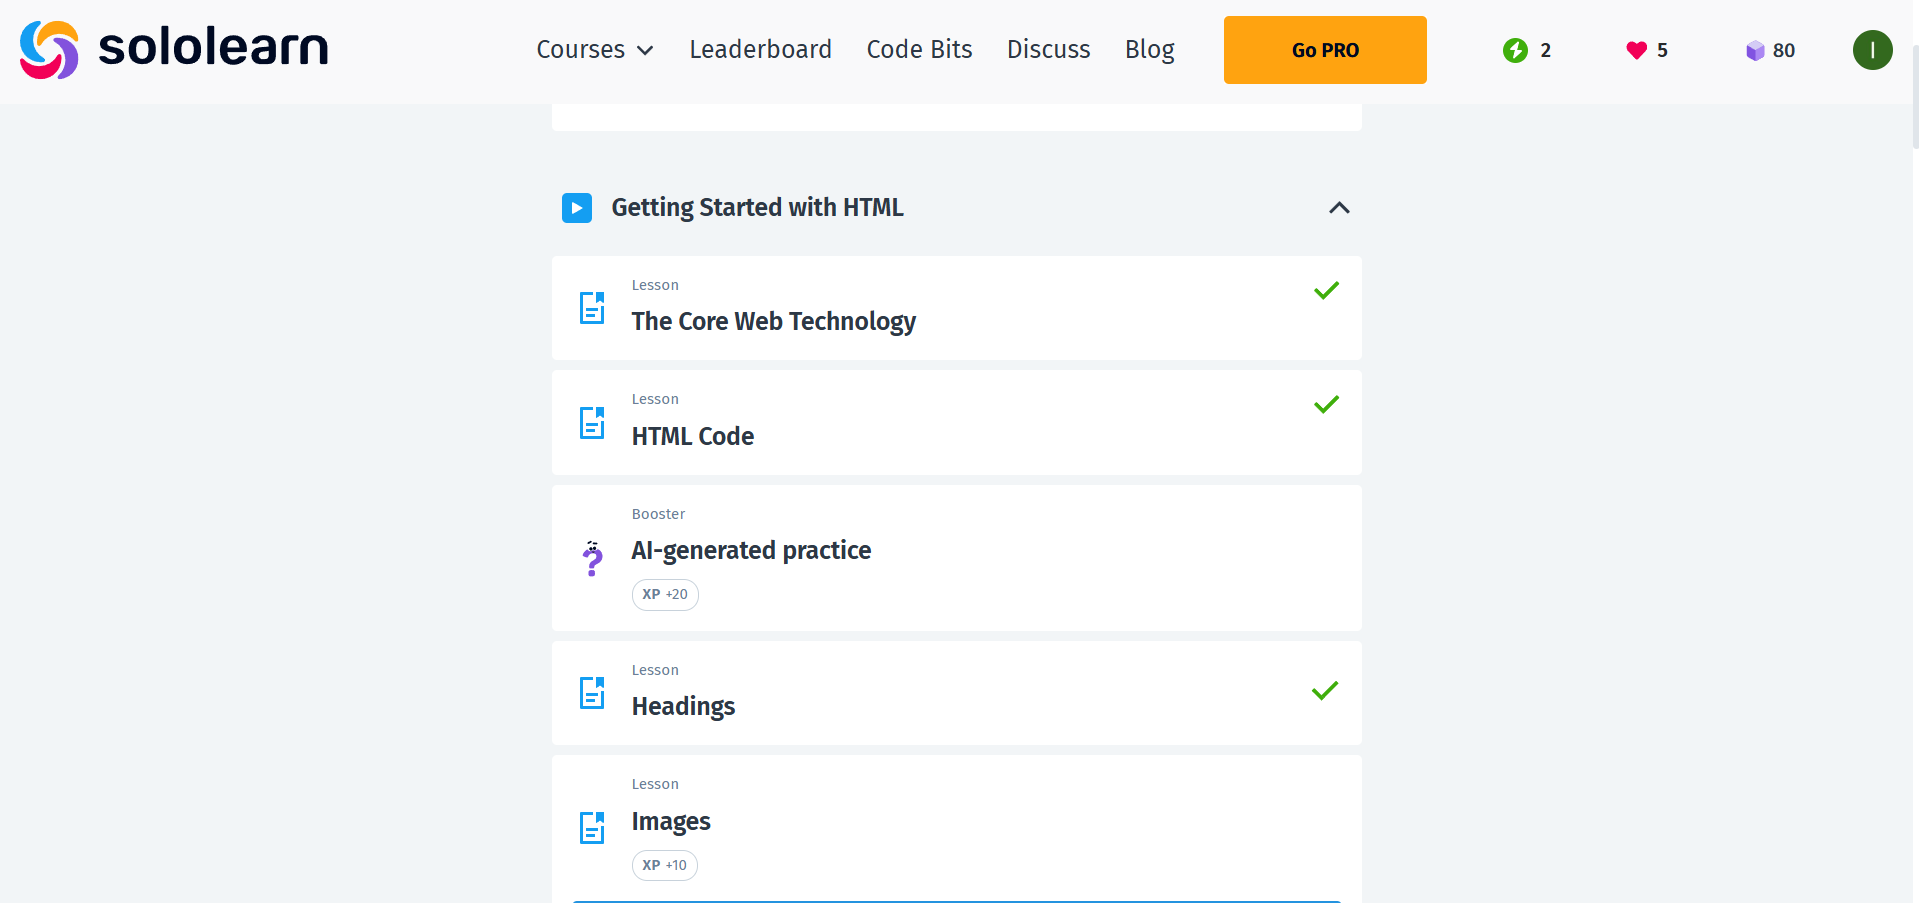 sololearn
Courses Leaderboard Code Bits Discuss Blog Go PRO 2 5 80 I
Getting Started with HTML
Lesson
The Core Web Technology
Lesson
HTML Code
Booster
AI-generated practice
XP +20
Lesson
Headings
Lesson
Images
XP +10